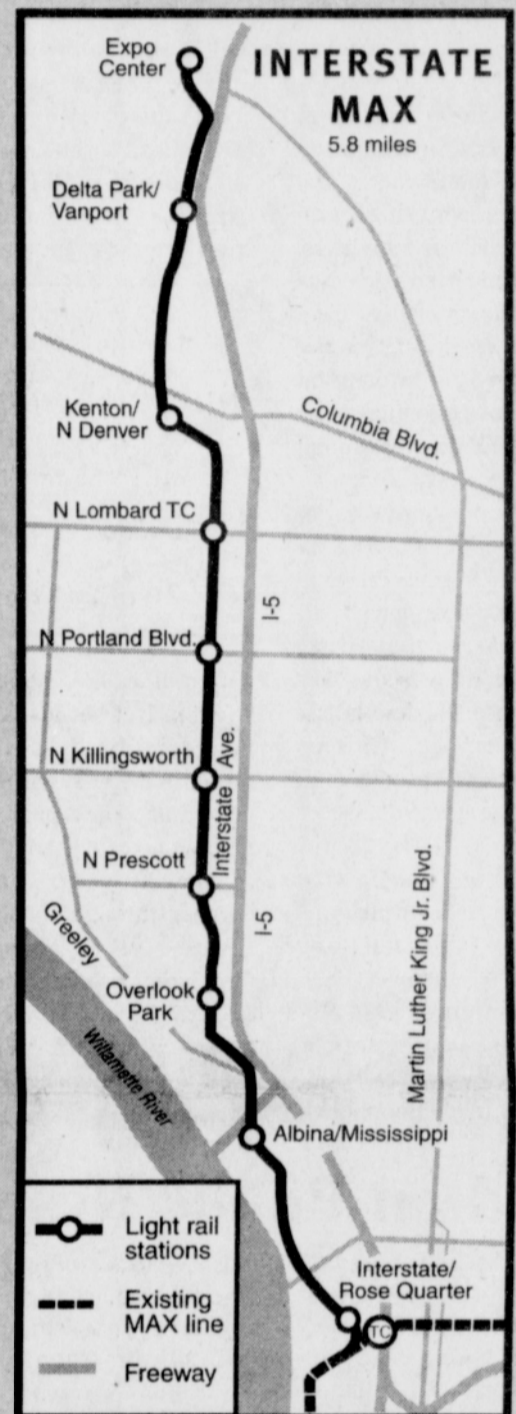 INTERSTATE
MAX
5.8 miles
Expo
Center
Delta Park/
Vanport
Kenton/
N Denver
Columbia Blvd.
N Lombard TC
I-5
N Portland Blvd.
N Killingsworth
Interstate Ave.
N Prescott
I-5
Greeley
Martin Luther King Jr. Blvd.
Overlook
Park
Willamette River
Albina/Mississippi
Interstate/
Rose Quarter
TC
Light rail
stations
Existing
MAX line
Freeway